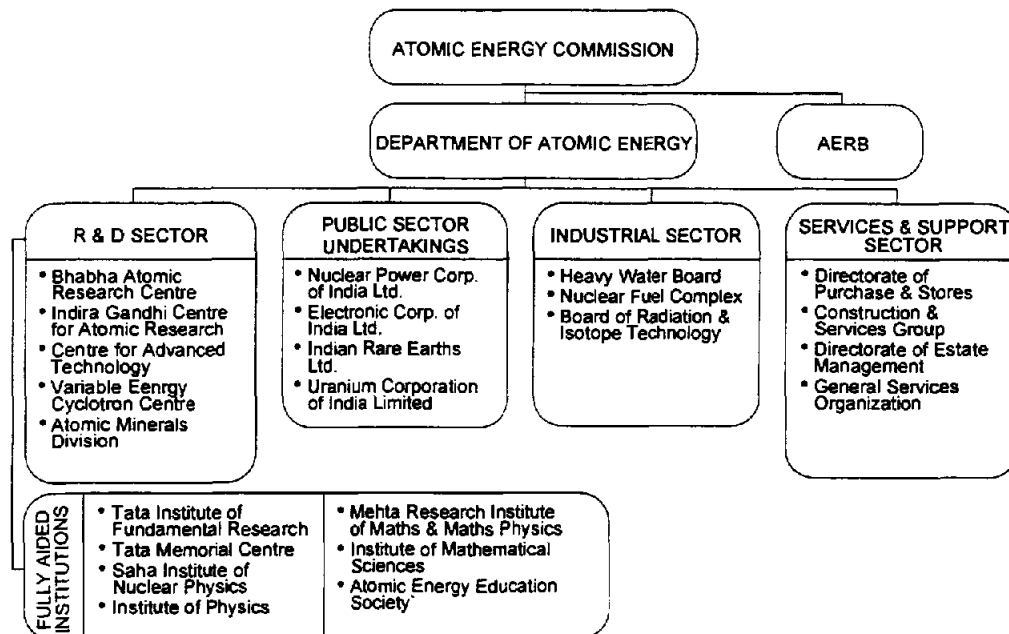 ATOMIC ENERGY COMMISSION
DEPARTMENT OF ATOMIC ENERGY
AERB
R & D SECTOR
• Bhabha Atomic
Research Centre
• Indira Gandhi Centre
for Atomic Research
• Centre for Advanced
Technology
• Variable Eenrgy
Cyclotron Centre
• Atomic Minerals
Division
PUBLIC SECTOR
UNDERTAKINGS
• Nuclear Power Corp.
of India Ltd.
• Electronic Corp. of
India Ltd.
• Indian Rare Earths
Ltd.
• Uranium Corporation
of India Limited
INDUSTRIAL SECTOR
• Heavy Water Board
• Nuclear Fuel Complex
• Board of Radiation &
Isotope Technology
SERVICES & SUPPORT
SECTOR
• Directorate of
Purchase & Stores
• Construction &
Services Group
• Directorate of Estate
Management
• General Services
Organization
FULLY AIDED
INSTITUTIONS
• Tata Institute of
Fundamental Research
• Tata Memorial Centre
• Saha Institute of
Nuclear Physics
• Institute of Physics
• Mehta Research Institute
of Maths & Maths Physics
• Institute of Mathematical
Sciences
• Atomic Energy Education
Society